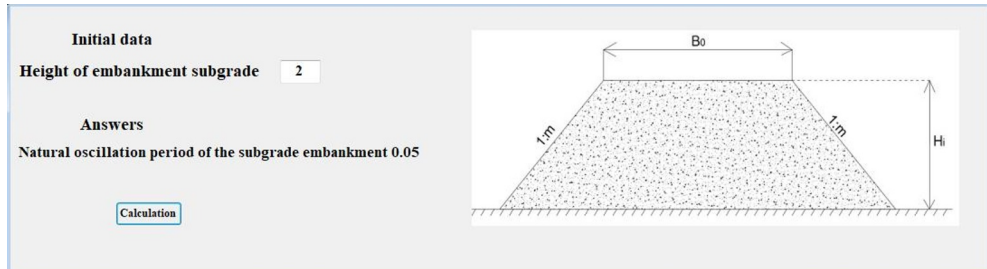 Initial data
Height of embankment subgrade 2
Answers
Natural oscillation period of the subgrade embankment 0.05
Calculation
B0
1:m
1:m
Hi